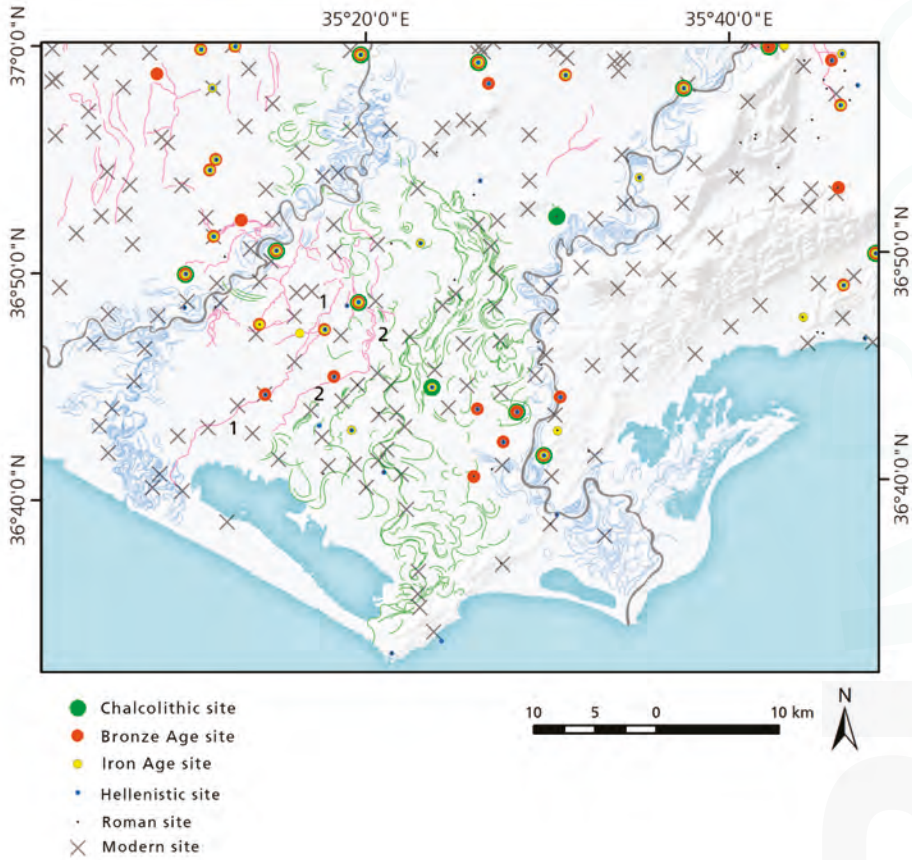 35°20'0"E 35°40'0"E
37°0'0"N
36°50'0"N 36°50'0"N
36°40'0"N 36°40'0"N
1
2
2
1
Chalcolithic site
Bronze Age site
Iron Age site
Hellenistic site
Roman site
Modern site
10 5 0 10 km
N